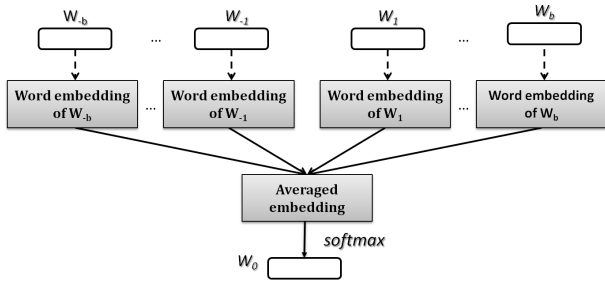 W-b ... W-1 W1 ... Wb
Word embedding of W-b ... Word embedding of W-1 Word embedding of W1 ... Word embedding of Wb
Averaged
embedding
softmax
W0